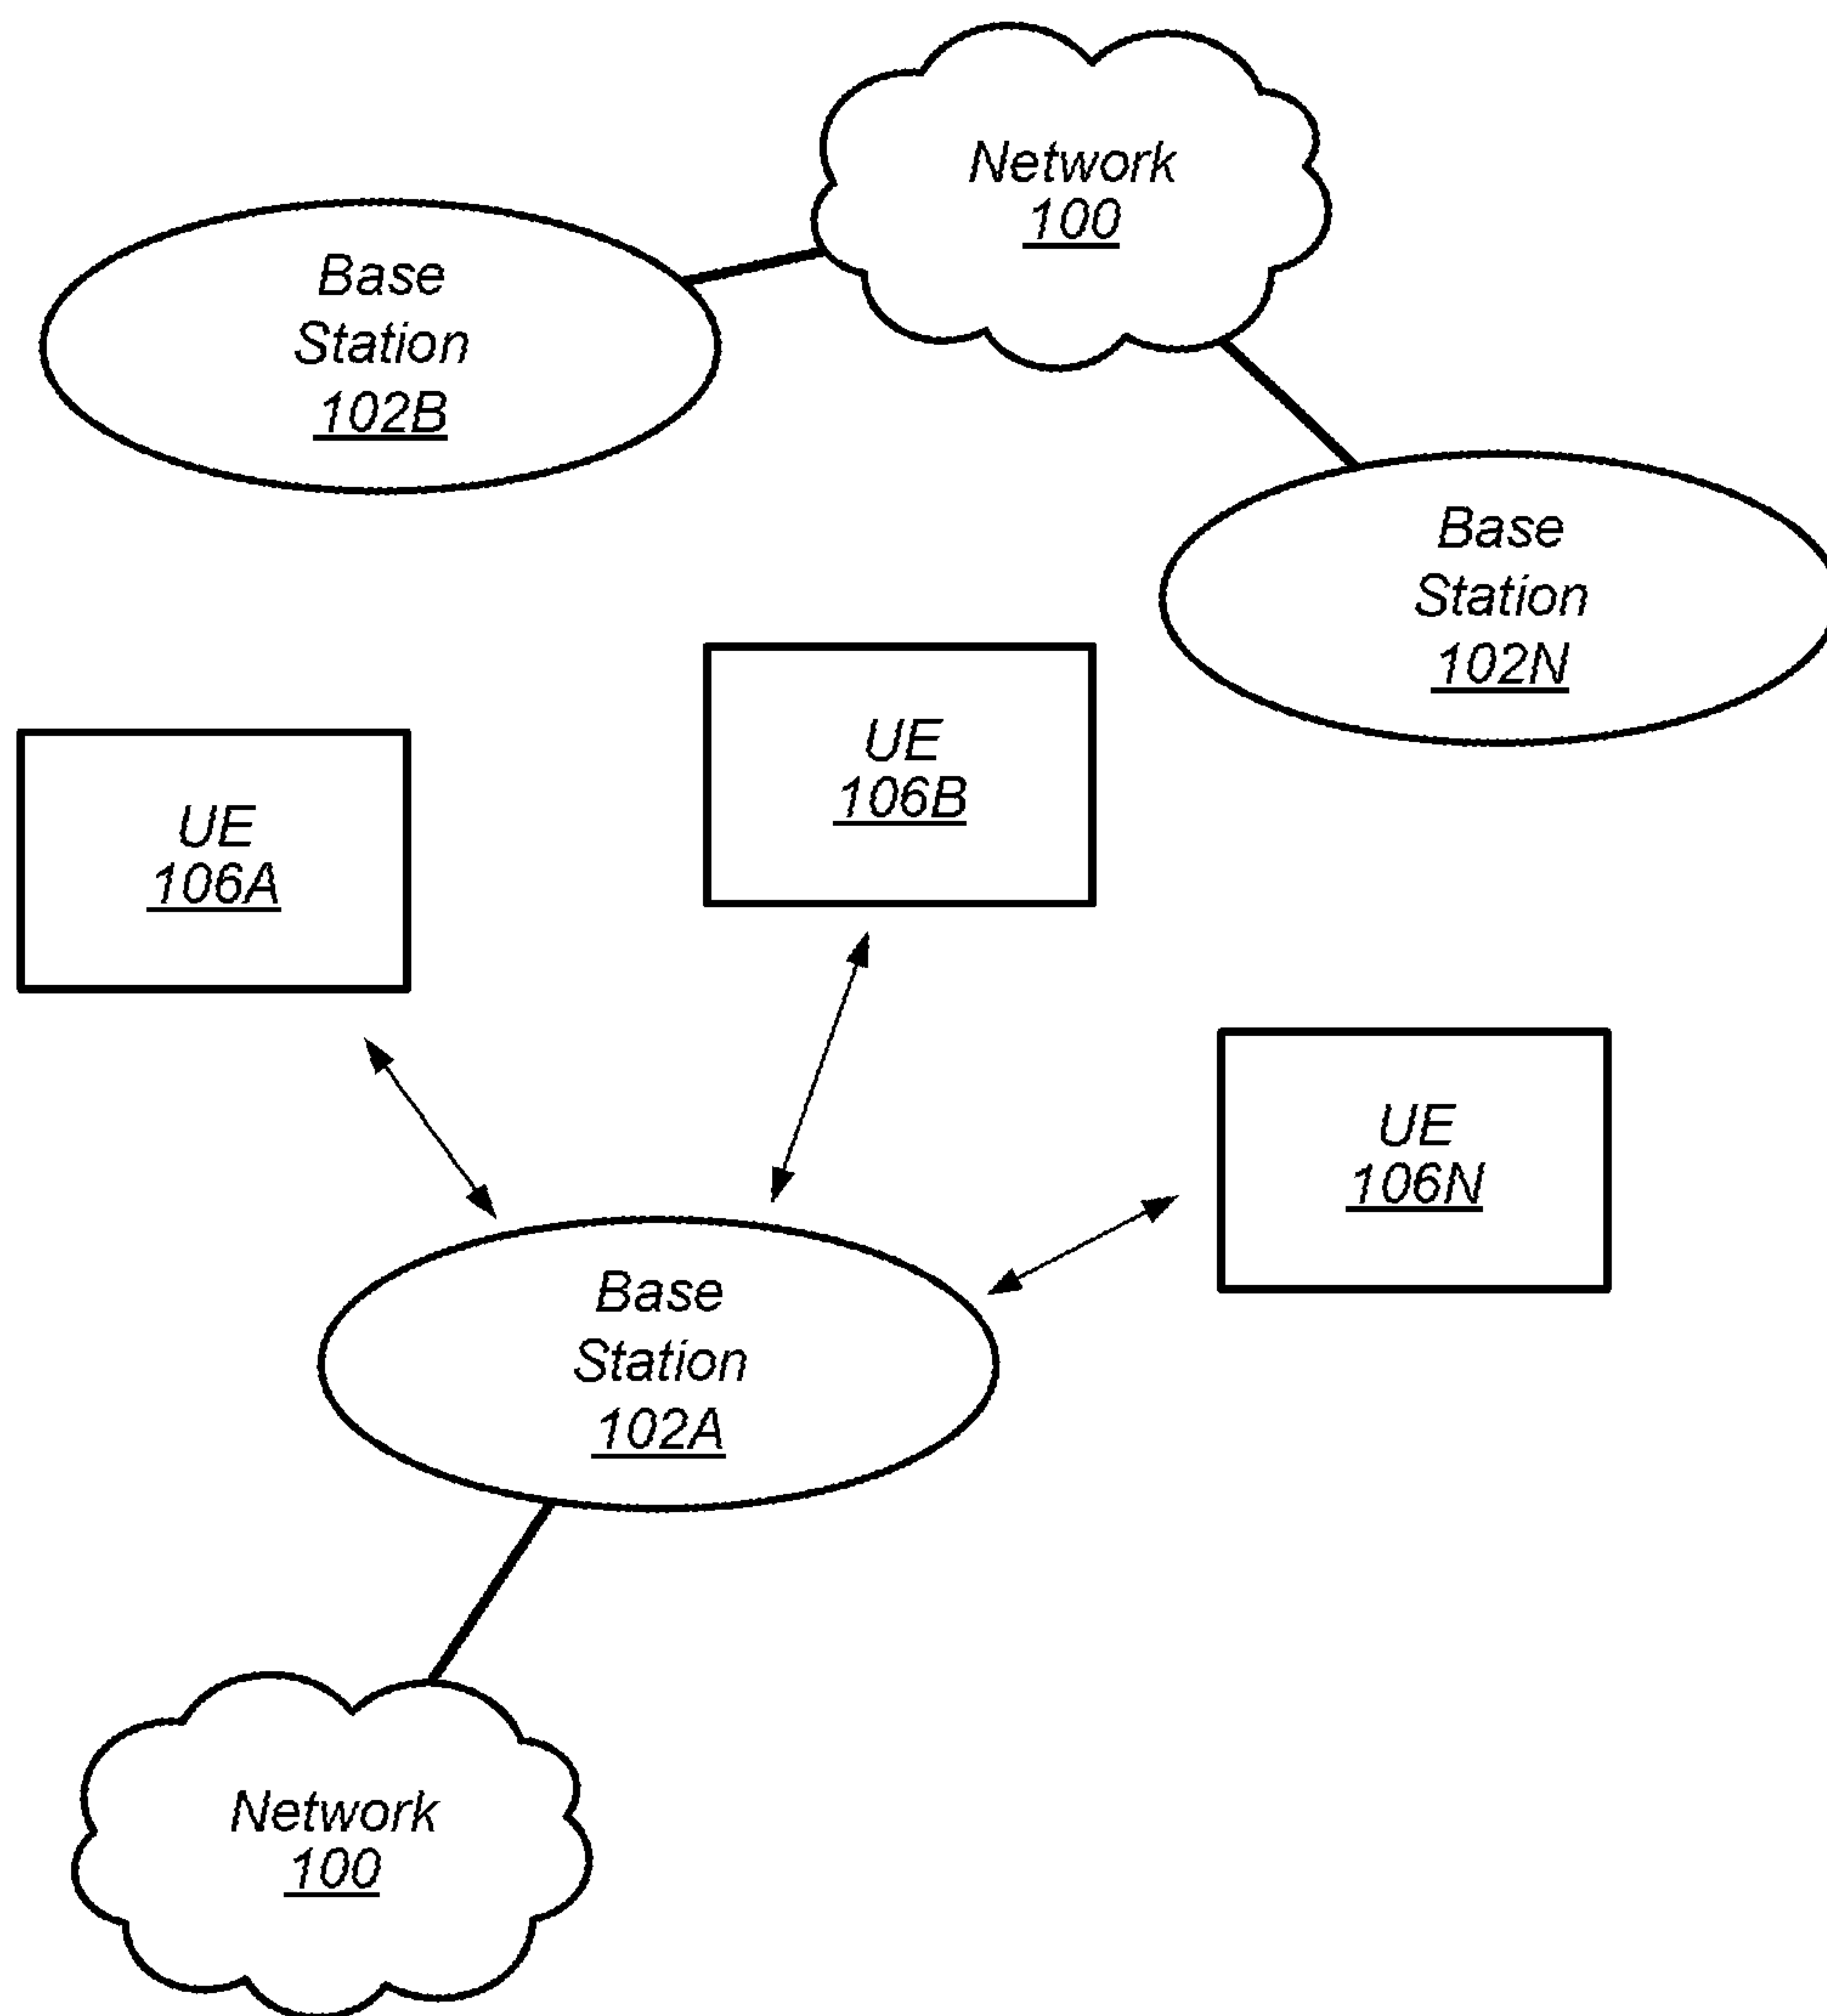 Network
100
Base
Station
102B
Base
Station
102N
UE
106B
UE
106A
UE
106N
Base
Station
102A
Network
100